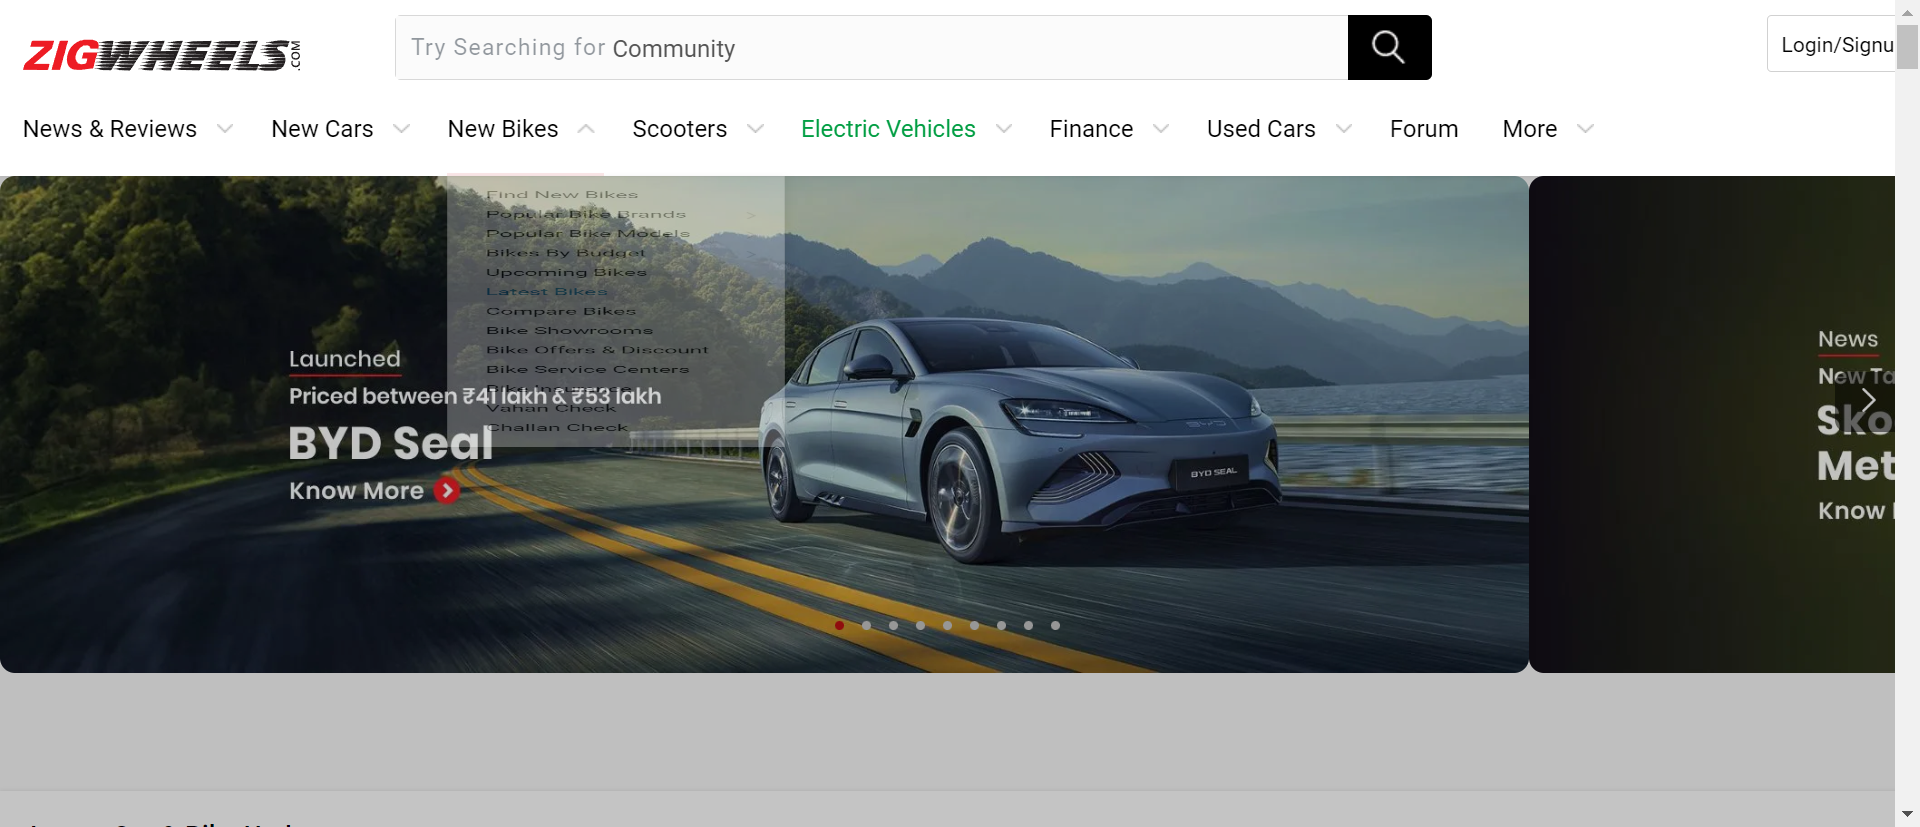 ZIGWHEELS.COM
Try Searching for Community
Login/Signu
News & Reviews
New Cars
New Bikes
Scooters
Electric Vehicles
Finance
Used Cars
Forum
More
Find New Bikes
Popular Bike Brands
Popular Bike Models
Bikes By Budget
Upcoming Bikes
Latest Bikes
Compare Bikes
Bike Showrooms
Bike Offers & Discount
Bike Service Centers
Bike Insurance
Vahan Check
Challan Check
Launched
Priced between ₹41 lakh & ₹53 lakh
BYD Seal
Know More
BYD SEAL
News
New Ta
Sko
Met
Know